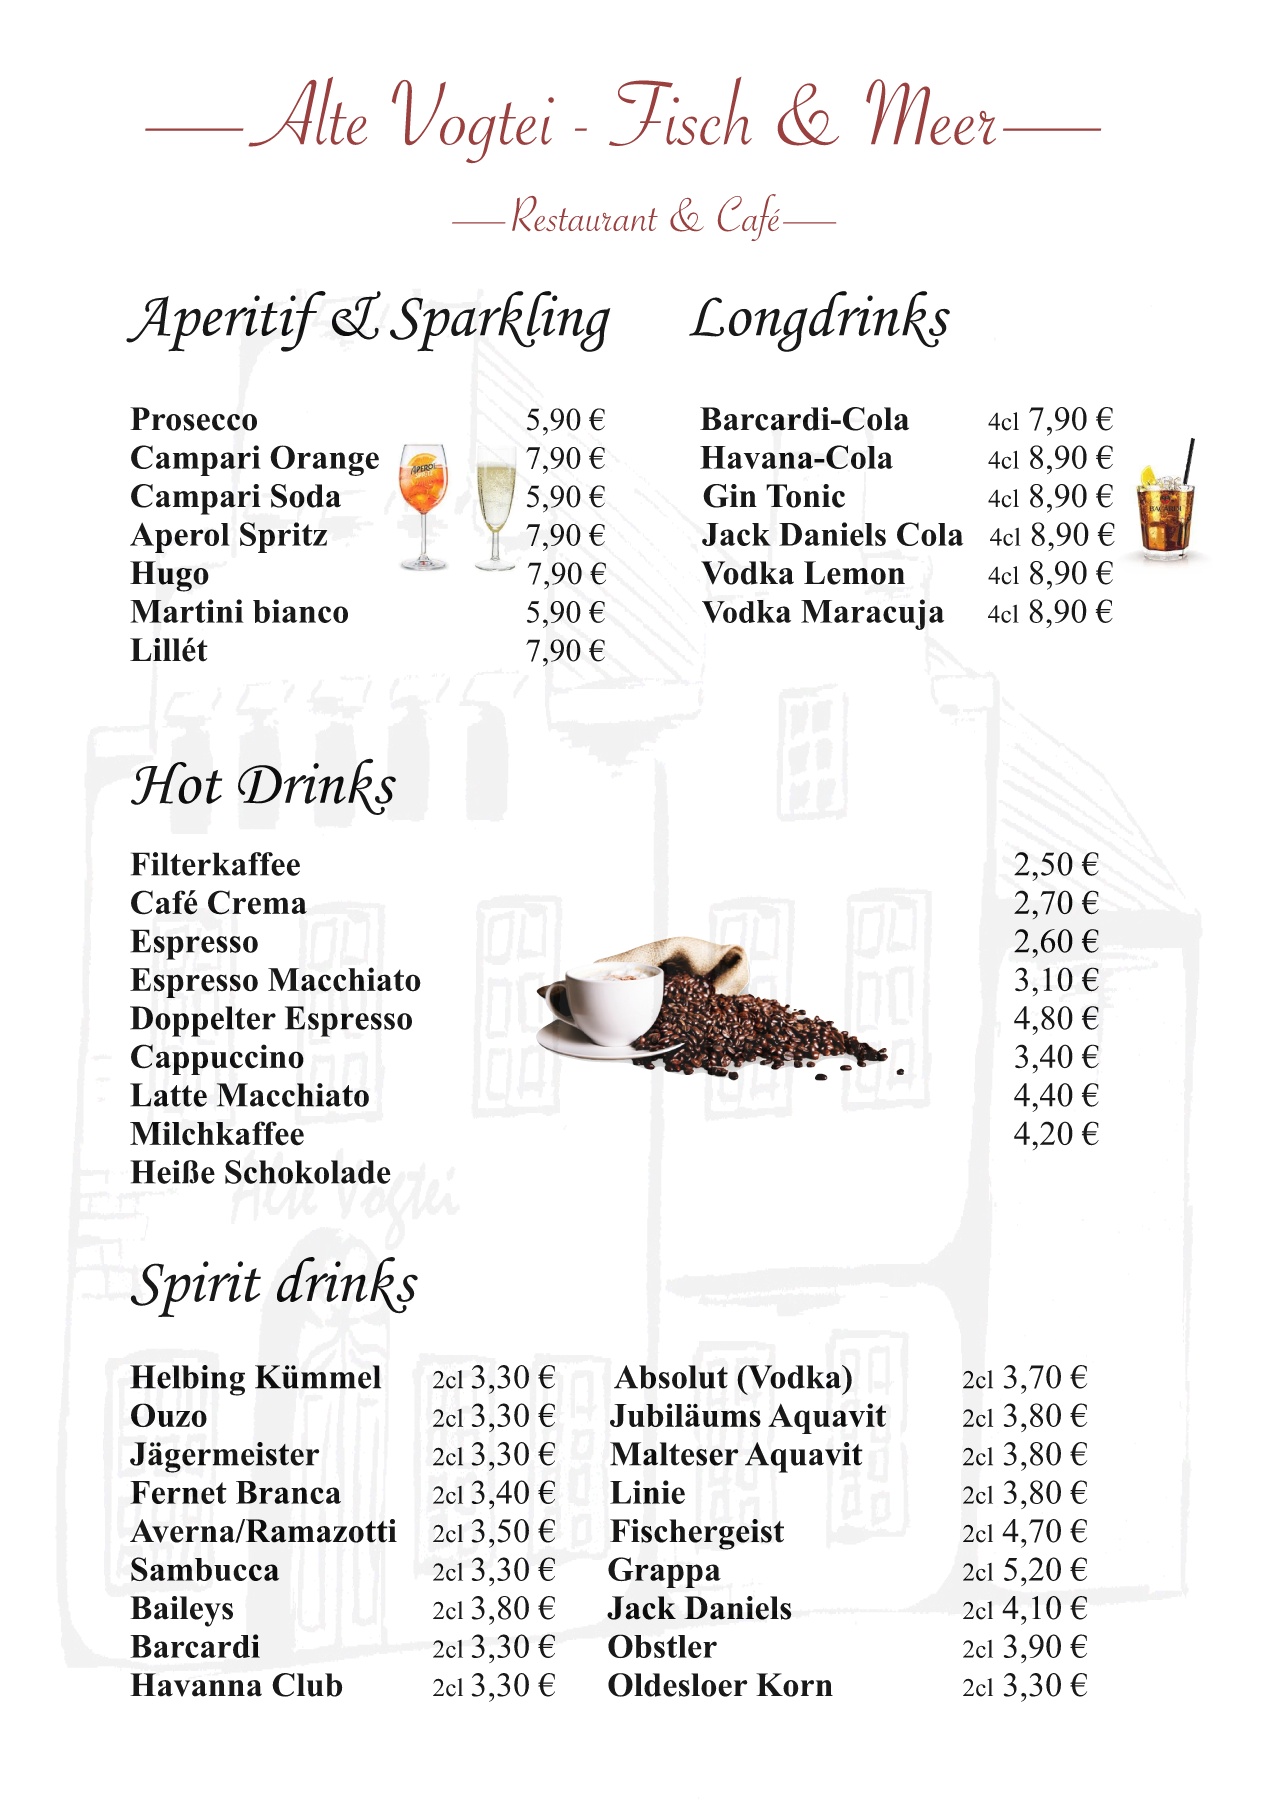 Alte Vogtei - Fisch & Meer
Restaurant & Café
Aperitif & Sparkling
Prosecco 5,90 €
Campari Orange 7,90 €
Campari Soda 5,90 €
Aperol Spritz 7,90 €
Hugo 7,90 €
Martini bianco 5,90 €
Lillét 7,90 €
APEROL
Longdrinks
Barcardi-Cola 4cl 7,90 €
Havana-Cola 4cl 8,90 €
Gin Tonic 4cl 8,90 €
Jack Daniels Cola 4cl 8,90 €
Vodka Lemon 4cl 8,90 €
Vodka Maracuja 4cl 8,90 €
BACARDI
Hot Drinks
Filterkaffee 2,50 €
Café Crema 2,70 €
Espresso 2,60 €
Espresso Macchiato 3,10 €
Doppelter Espresso 4,80 €
Cappuccino 3,40 €
Latte Macchiato 4,40 €
Milchkaffee 4,20 €
Heiße Schokolade
Alte Vogtei
Spirit drinks
Helbing Kümmel 2cl 3,30 €
Ouzo 2cl 3,30 €
Jägermeister 2cl 3,30 €
Fernet Branca 2cl 3,40 €
Averna/Ramazotti 2cl 3,50 €
Sambucca 2cl 3,30 €
Baileys 2cl 3,80 €
Barcardi 2cl 3,30 €
Havanna Club 2cl 3,30 €
Absolut (Vodka) 2cl 3,70 €
Jubiläums Aquavit 2cl 3,80 €
Malteser Aquavit 2cl 3,80 €
Linie 2cl 3,80 €
Fischergeist 2cl 4,70 €
Grappa 2cl 5,20 €
Jack Daniels 2cl 4,10 €
Obstler 2cl 3,90 €
Oldesloer Korn 2cl 3,30 €